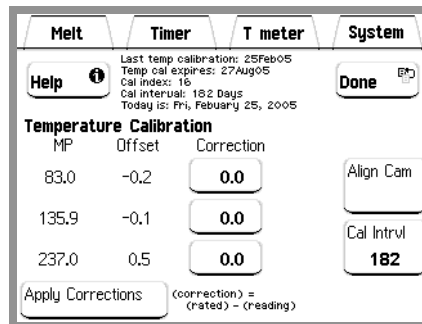 Melt Timer T meter System
Help
Last temp calibration: 25Feb05
Temp cal expires: 27Aug05
Cal index: 16
Cal interval: 182 Days
Today is: Fri, Febuary 25, 2005
Done
Temperature Calibration
MP Offset Correction
83.0 -0.2 0.0
Align Cam
135.9 -0.1 0.0
Cal Intrvl
237.0 0.5 0.0
182
Apply Corrections
(correction) =
(rated) - (reading)